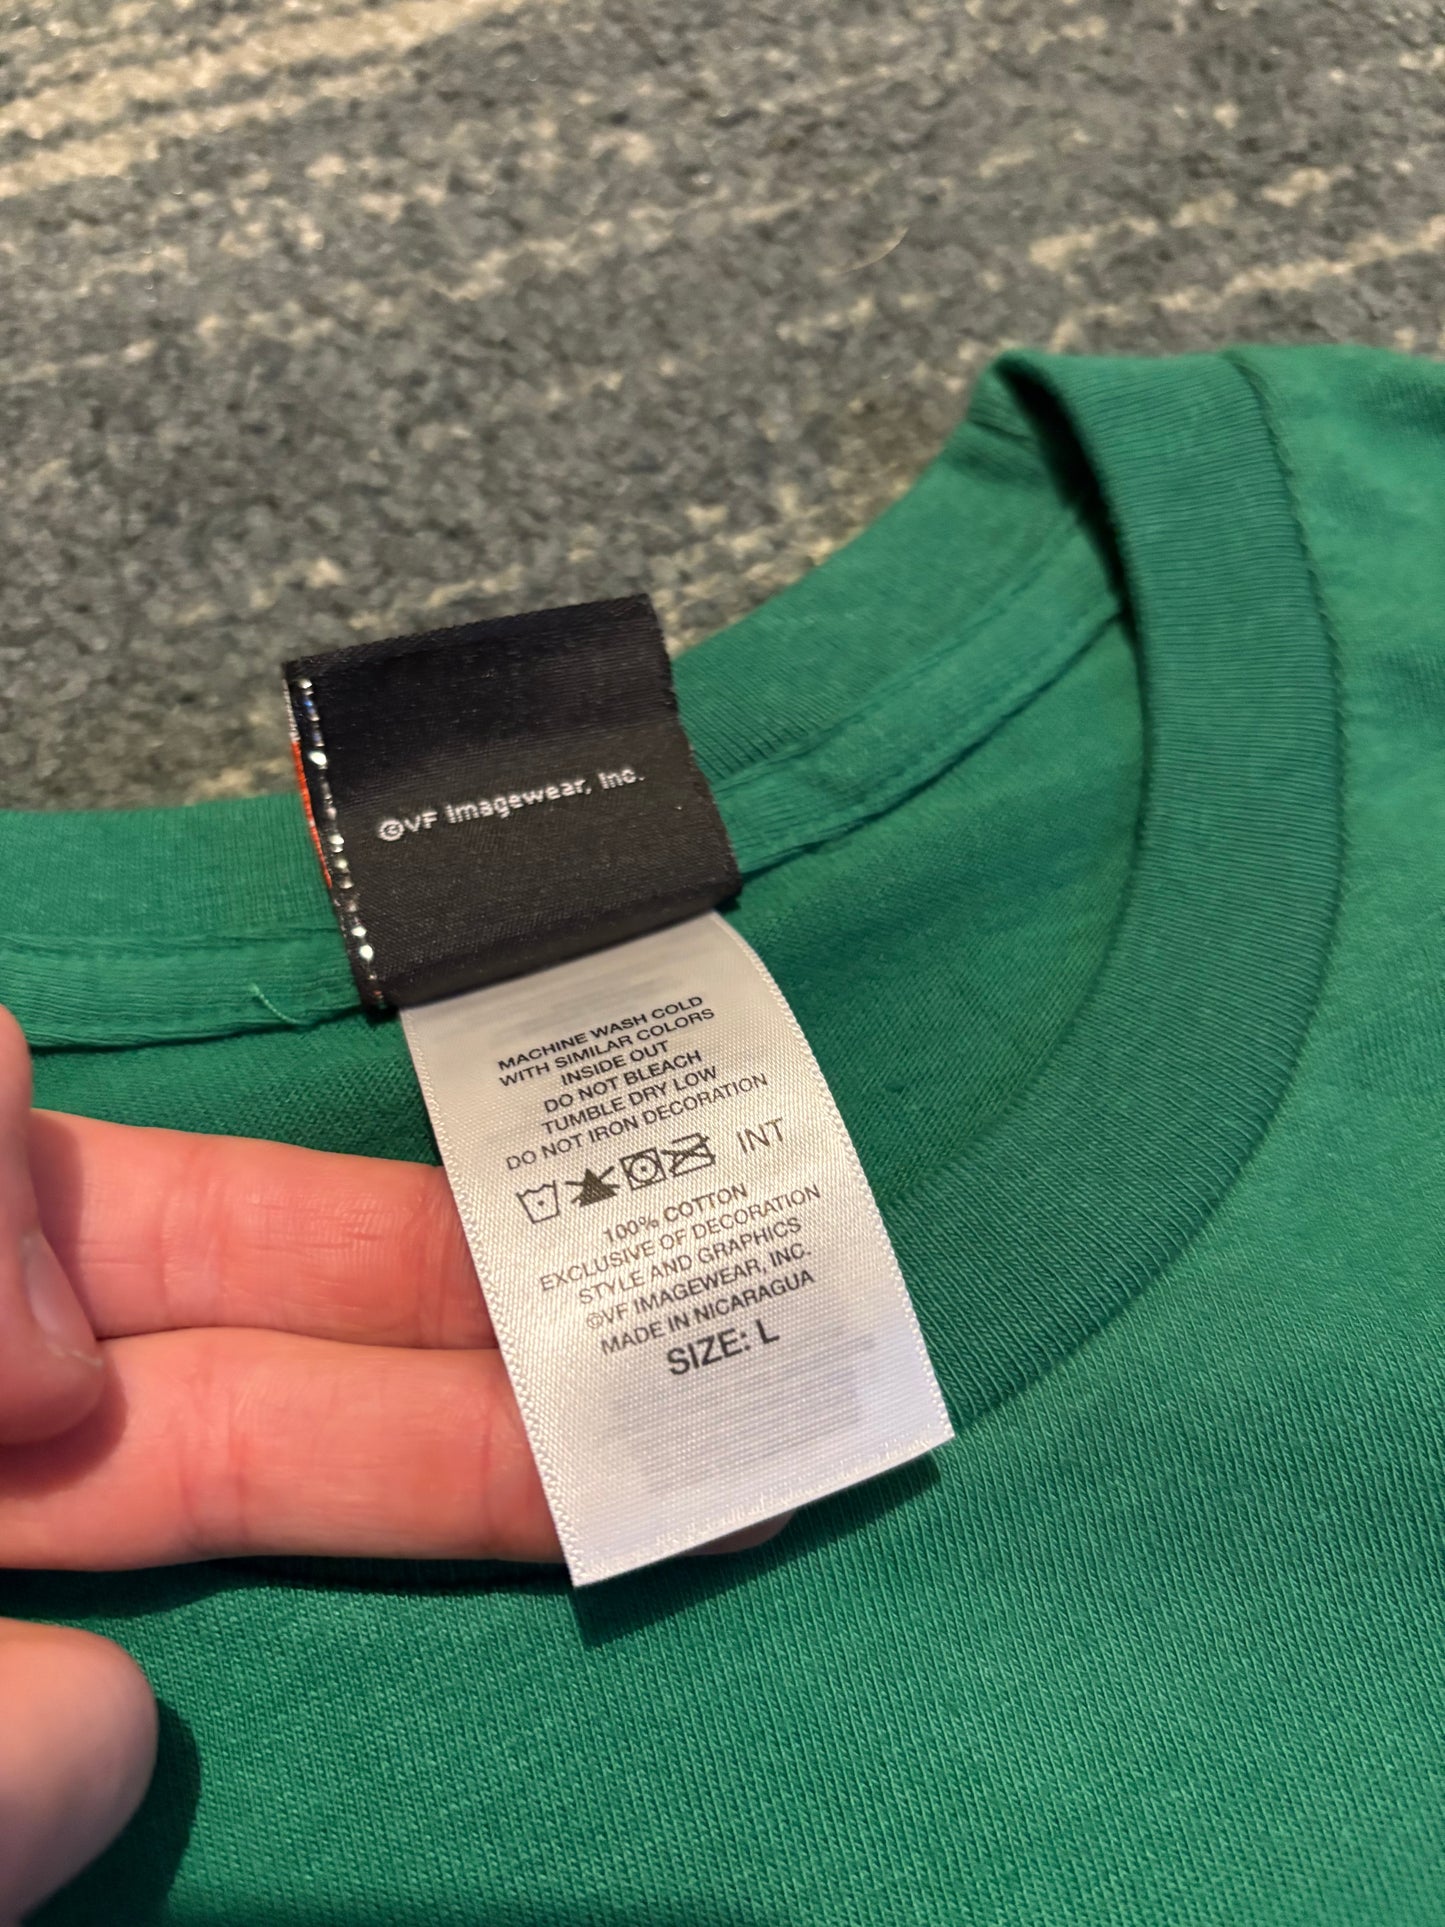 ©VF Imagewear, Inc.
MACHINE WASH COLD
WITH SIMILAR COLORS
INSIDE OUT
DO NOT BLEACH
TUMBLE DRY LOW
DO NOT IRON DECORATION
INT
100% COTTON
EXCLUSIVE OF DECORATION
STYLE AND GRAPHICS
©VF IMAGEWEAR, INC.
MADE IN NICARAGUA
SIZE: L